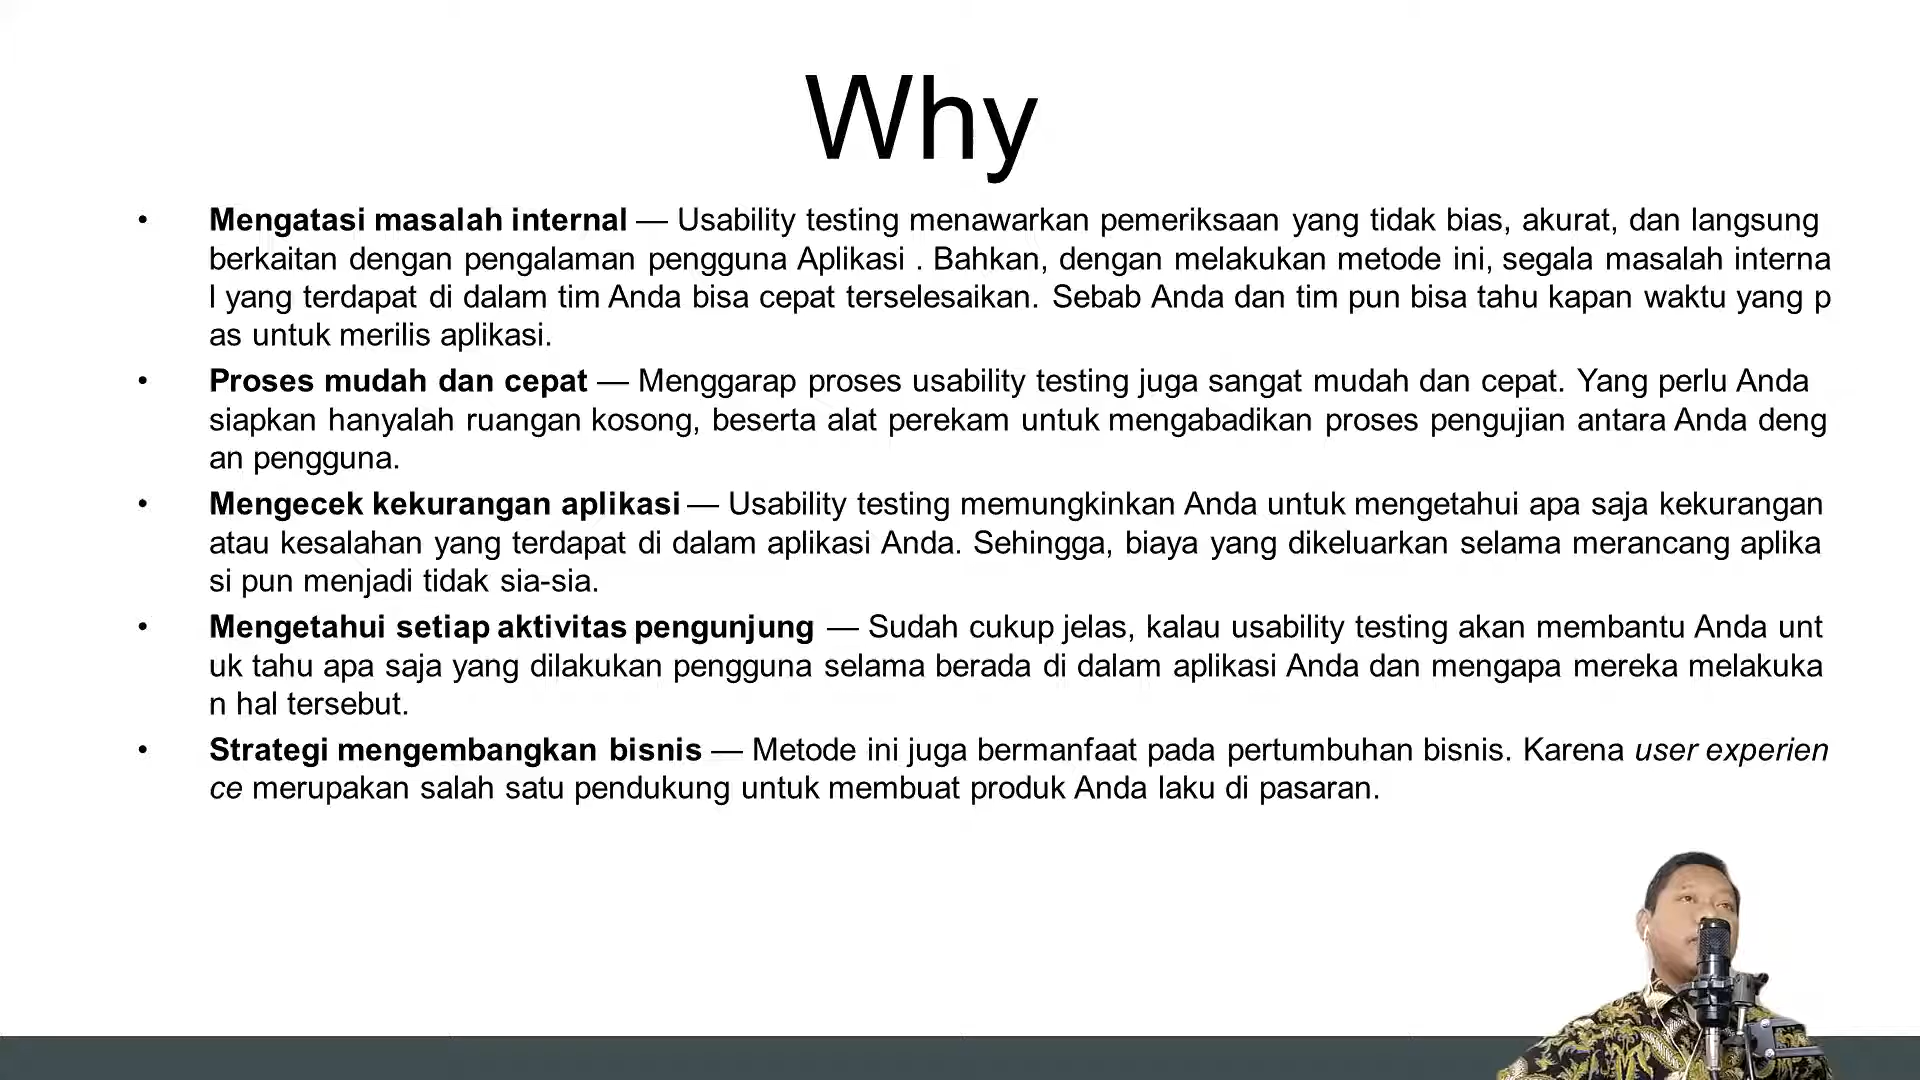 Why
• Mengatasi masalah internal — Usability testing menawarkan pemeriksaan yang tidak bias, akurat, dan langsung
berkaitan dengan pengalaman pengguna Aplikasi . Bahkan, dengan melakukan metode ini, segala masalah interna
l yang terdapat di dalam tim Anda bisa cepat terselesaikan. Sebab Anda dan tim pun bisa tahu kapan waktu yang p
as untuk merilis aplikasi.
• Proses mudah dan cepat — Menggarap proses usability testing juga sangat mudah dan cepat. Yang perlu Anda
siapkan hanyalah ruangan kosong, beserta alat perekam untuk mengabadikan proses pengujian antara Anda deng
an pengguna.
• Mengecek kekurangan aplikasi — Usability testing memungkinkan Anda untuk mengetahui apa saja kekurangan
atau kesalahan yang terdapat di dalam aplikasi Anda. Sehingga, biaya yang dikeluarkan selama merancang aplika
si pun menjadi tidak sia-sia.
• Mengetahui setiap aktivitas pengunjung — Sudah cukup jelas, kalau usability testing akan membantu Anda unt
uk tahu apa saja yang dilakukan pengguna selama berada di dalam aplikasi Anda dan mengapa mereka melakuka
n hal tersebut.
• Strategi mengembangkan bisnis — Metode ini juga bermanfaat pada pertumbuhan bisnis. Karena user experien
ce merupakan salah satu pendukung untuk membuat produk Anda laku di pasaran.